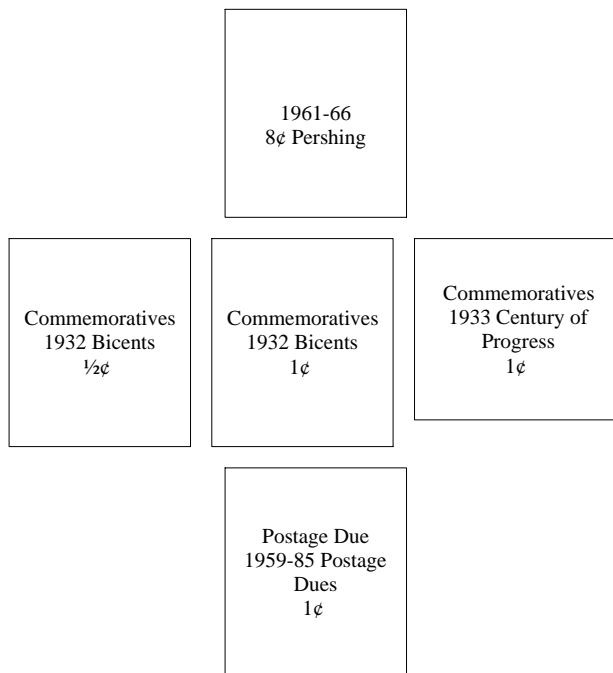 1961-66
8¢ Pershing
Commemoratives
1932 Bicents
½¢
Commemoratives
1932 Bicents
1¢
Commemoratives
1933 Century of
Progress
1¢
Postage Due
1959-85 Postage
Dues
1¢